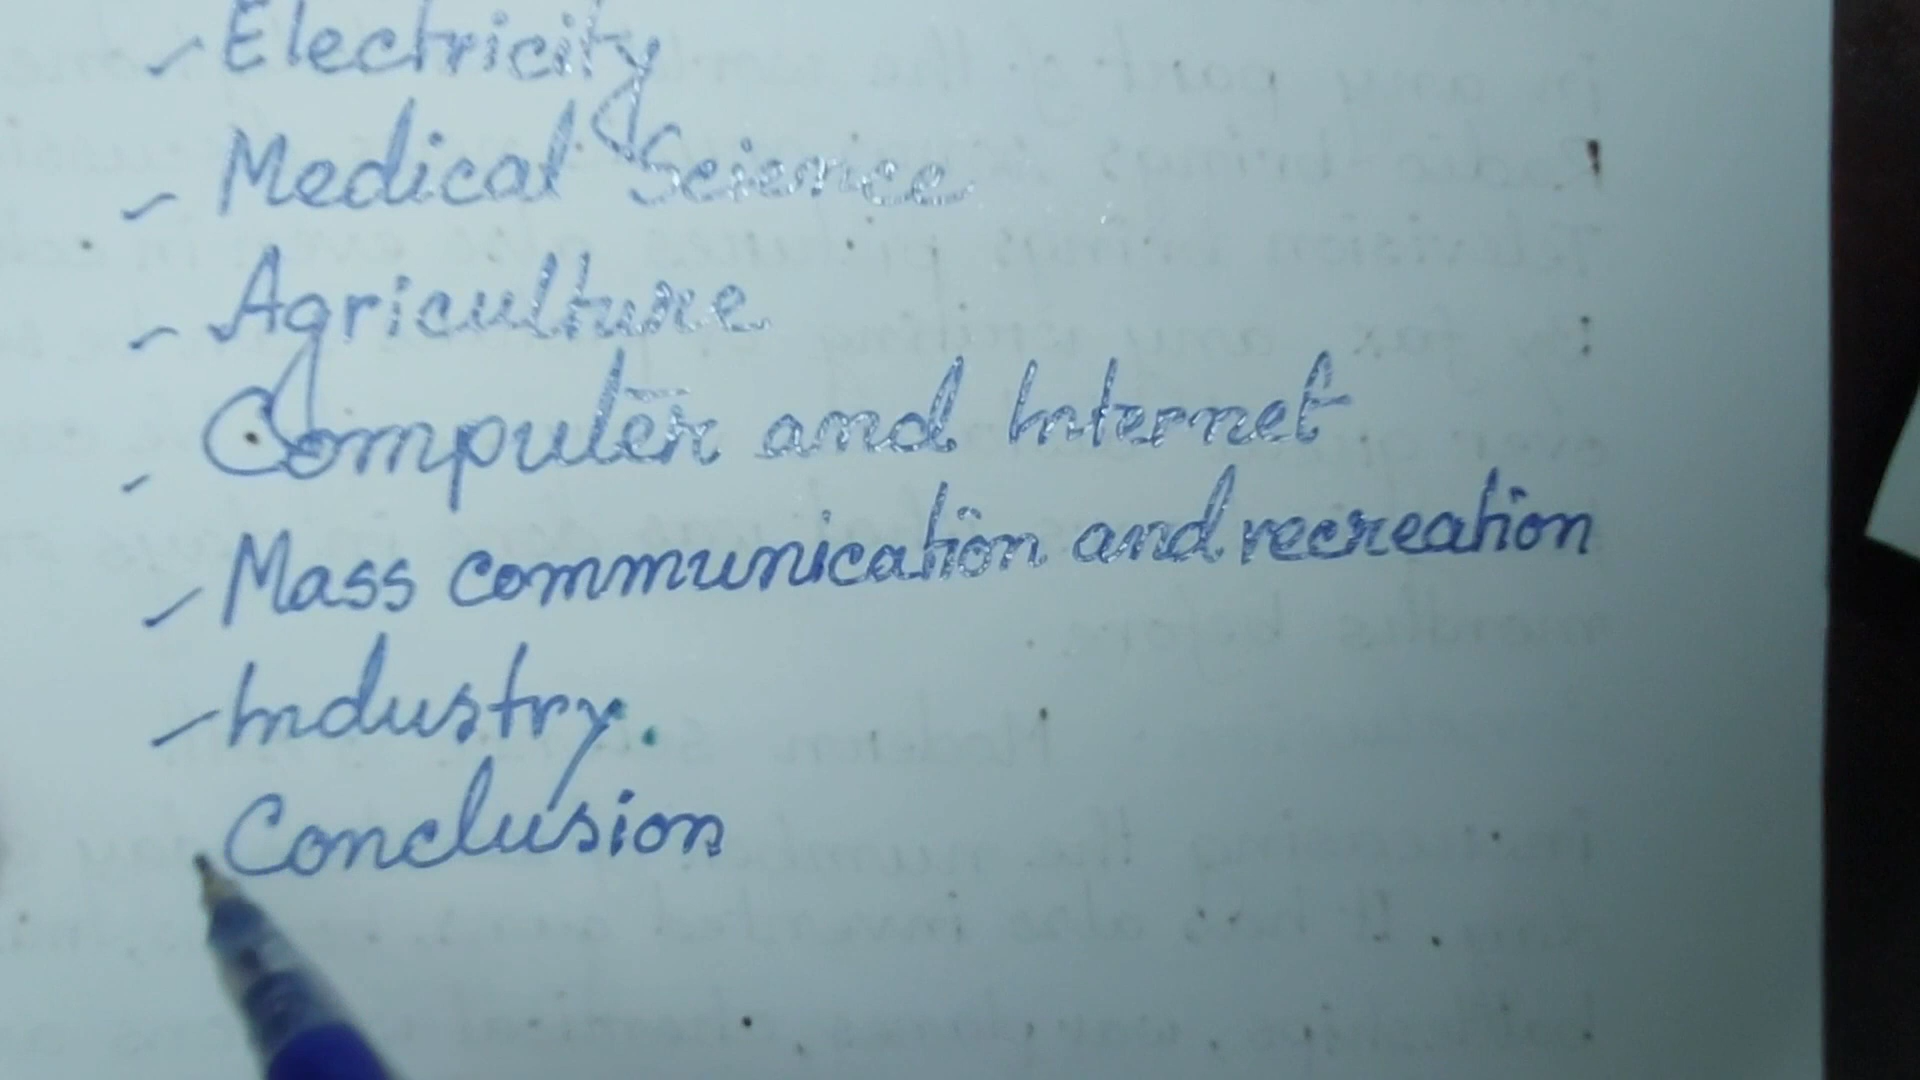 - Electricity
- Medical Science
- Agriculture
- Computer and Internet
- Mass communication and recreation
- Industry.
Conclusion